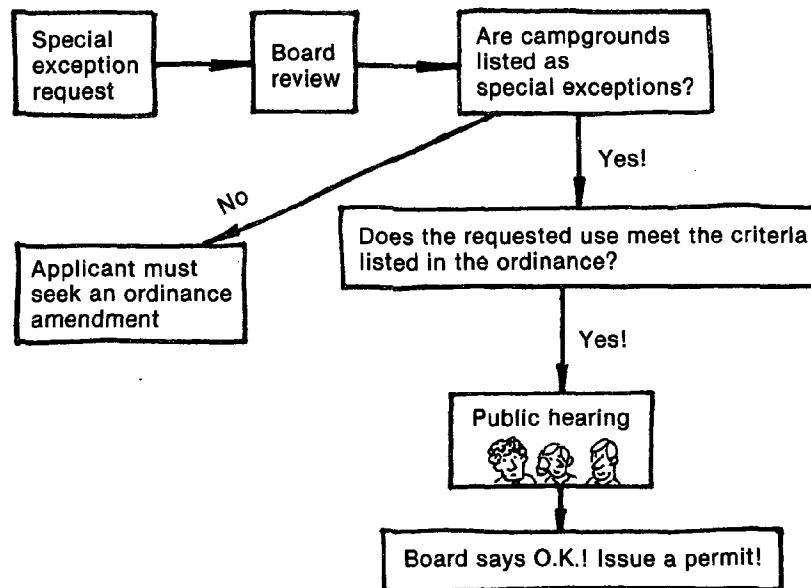 Special
exception
request
Board
review
Are campgrounds
listed as
special exceptions?
Yes!
No
Applicant must
seek an ordinance
amendment
Does the requested use meet the criteria
listed in the ordinance?
Yes!
Public hearing
Board says O.K.! Issue a permit!